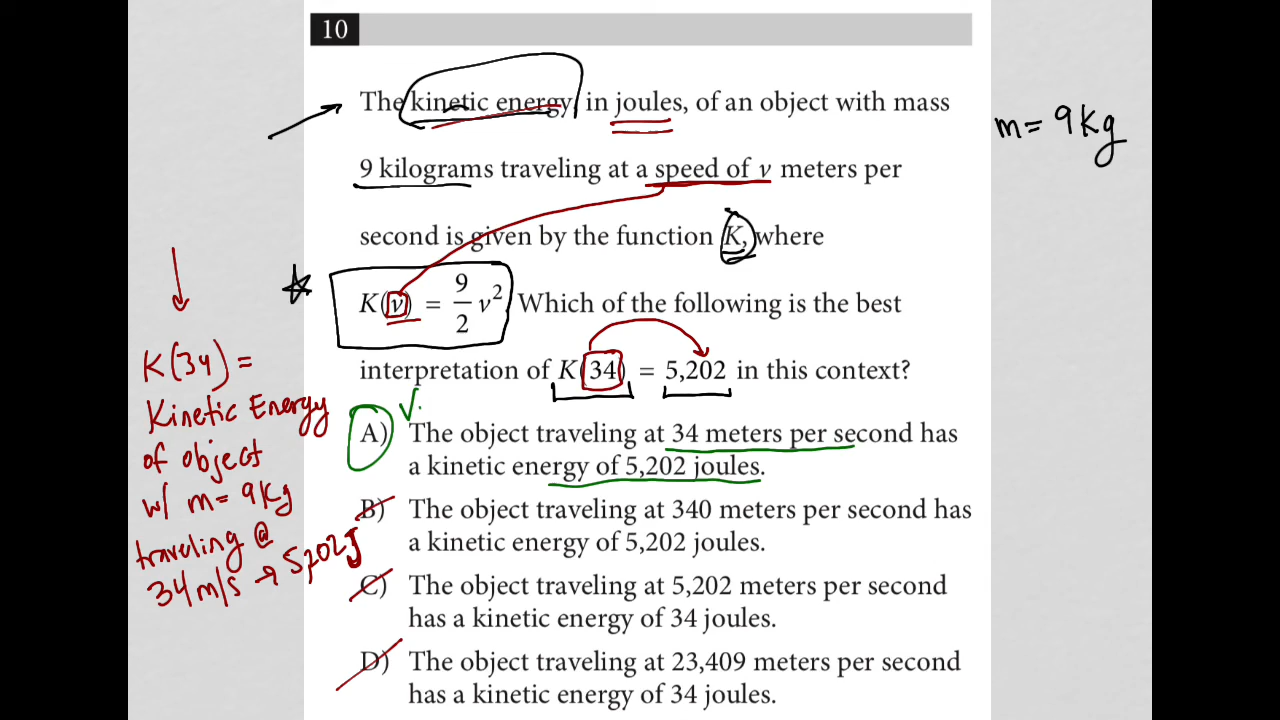 10
The kinetic energy, in joules, of an object with mass
m = 9 Kg
9 kilograms traveling at a speed of v meters per
second is given by the function K, where
K(v) = 9/2 v². Which of the following is the best
interpretation of K(34) = 5,202 in this context?
A) The object traveling at 34 meters per second has
a kinetic energy of 5,202 joules.
B) The object traveling at 340 meters per second has
a kinetic energy of 5,202 joules.
C) The object traveling at 5,202 meters per second
has a kinetic energy of 34 joules.
D) The object traveling at 23,409 meters per second
has a kinetic energy of 34 joules.
K(34) =
Kinetic Energy
of object
w/ m = 9Kg
traveling @
34 m/s → 5,202 J